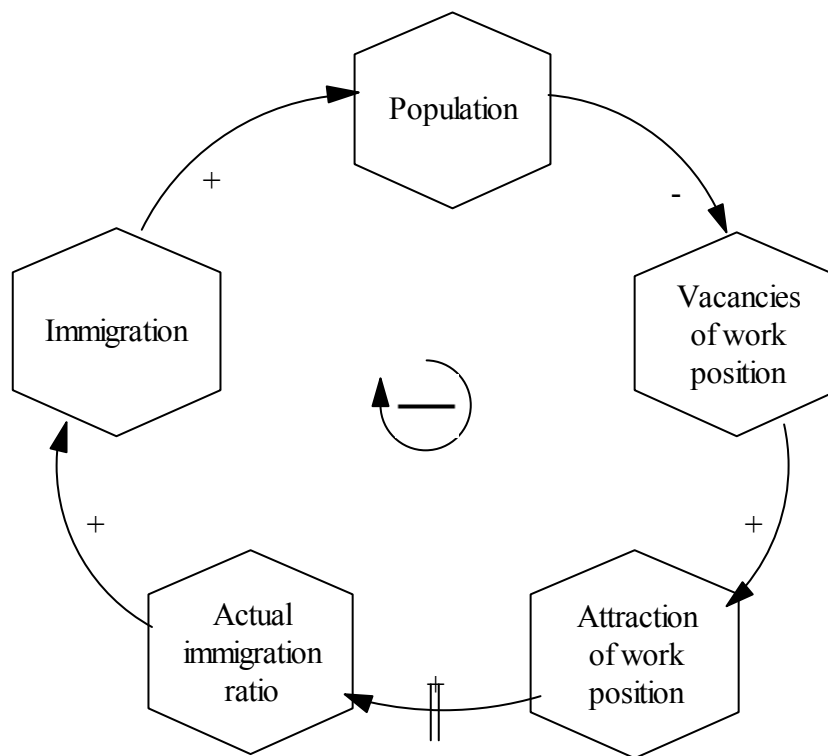 Population
+
-
Immigration
Vacancies
of work
position
+
+
Actual
immigration
ratio
+
Attraction
of work
position